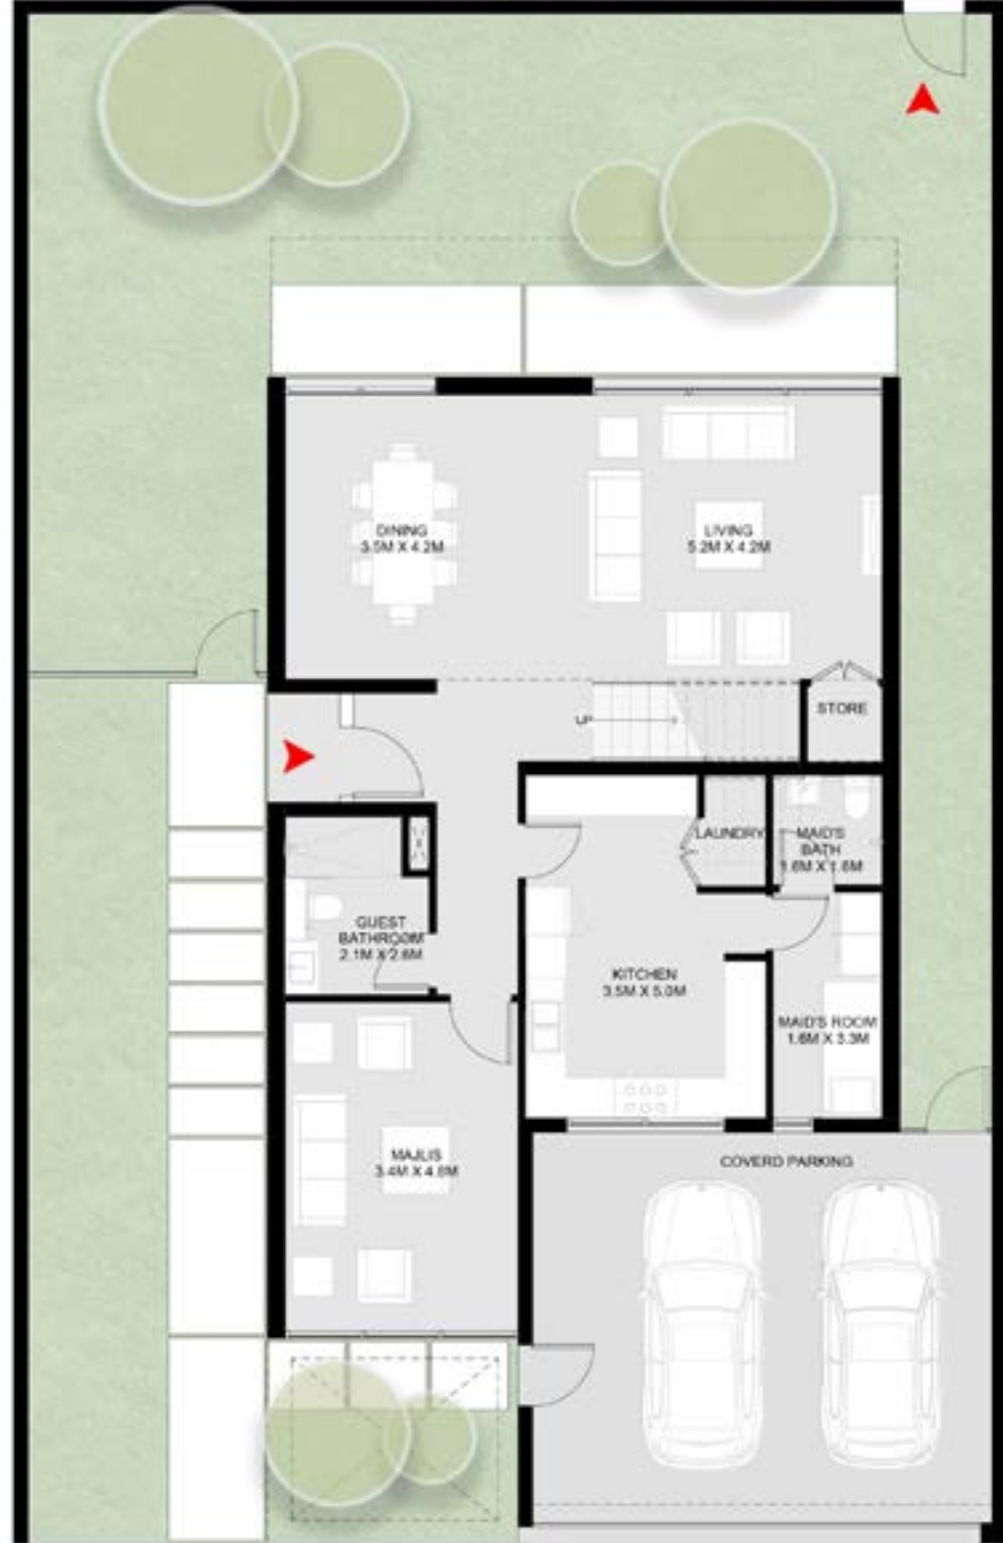 DINING
3.5M X 4.2M
LIVING
5.2M X 4.2M
UP
STORE
LAUNDRY
MAID'S
BATH
1.6M X 1.6M
GUEST
BATHROOM
2.1M X 2.6M
KITCHEN
3.5M X 5.0M
MAID'S ROOM
1.6M X 3.3M
MAJLIS
3.4M X 4.8M
COVERD PARKING